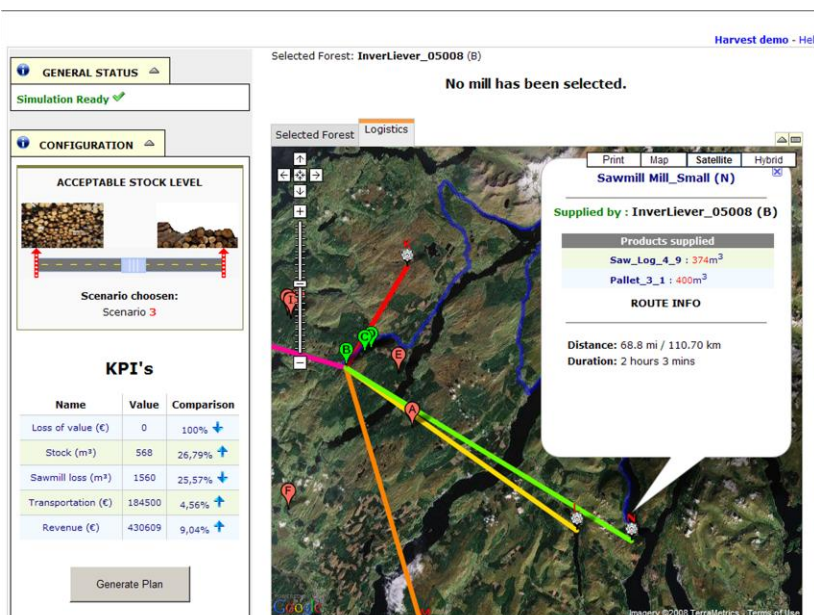 Harvest demo - Hel
Selected Forest: InverLiever_05008 (B)
No mill has been selected.
GENERAL STATUS
Simulation Ready
CONFIGURATION
ACCEPTABLE STOCK LEVEL
Scenario choosen:
Scenario 3
KPI's
Name Value Comparison
Loss of value (€) 0 100%
Stock (m³) 568 26,79%
Sawmill loss (m³) 1560 25,57%
Transportation (€) 184500 4,56%
Revenue (€) 430609 9,04%
Generate Plan
Selected Forest Logistics
Print Map Satellite Hybrid
Sawmill Mill_Small (N)
Supplied by : InverLiever_05008 (B)
Products supplied
Saw_Log_4_9 : 374m³
Pallet_3_1 : 400m³
ROUTE INFO
Distance: 68.8 mi / 110.70 km
Duration: 2 hours 3 mins
I
B
C
E
A
F
N
Google
Imagery ©2008 TerraMetrics - Terms of Use